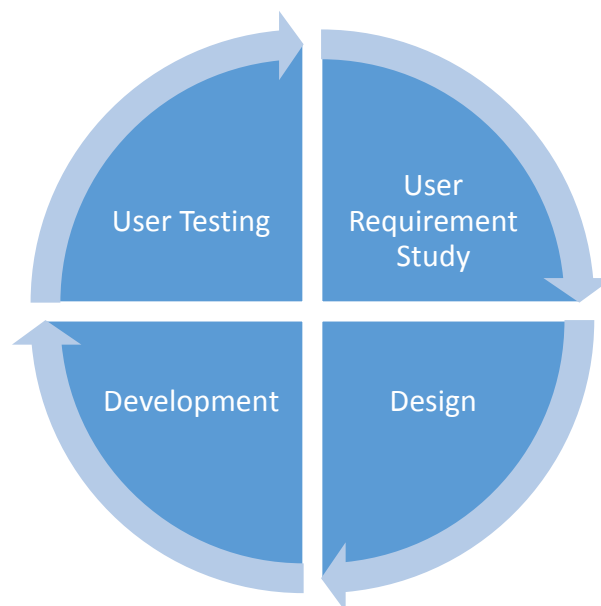 User Testing
User
Requirement
Study
Development
Design